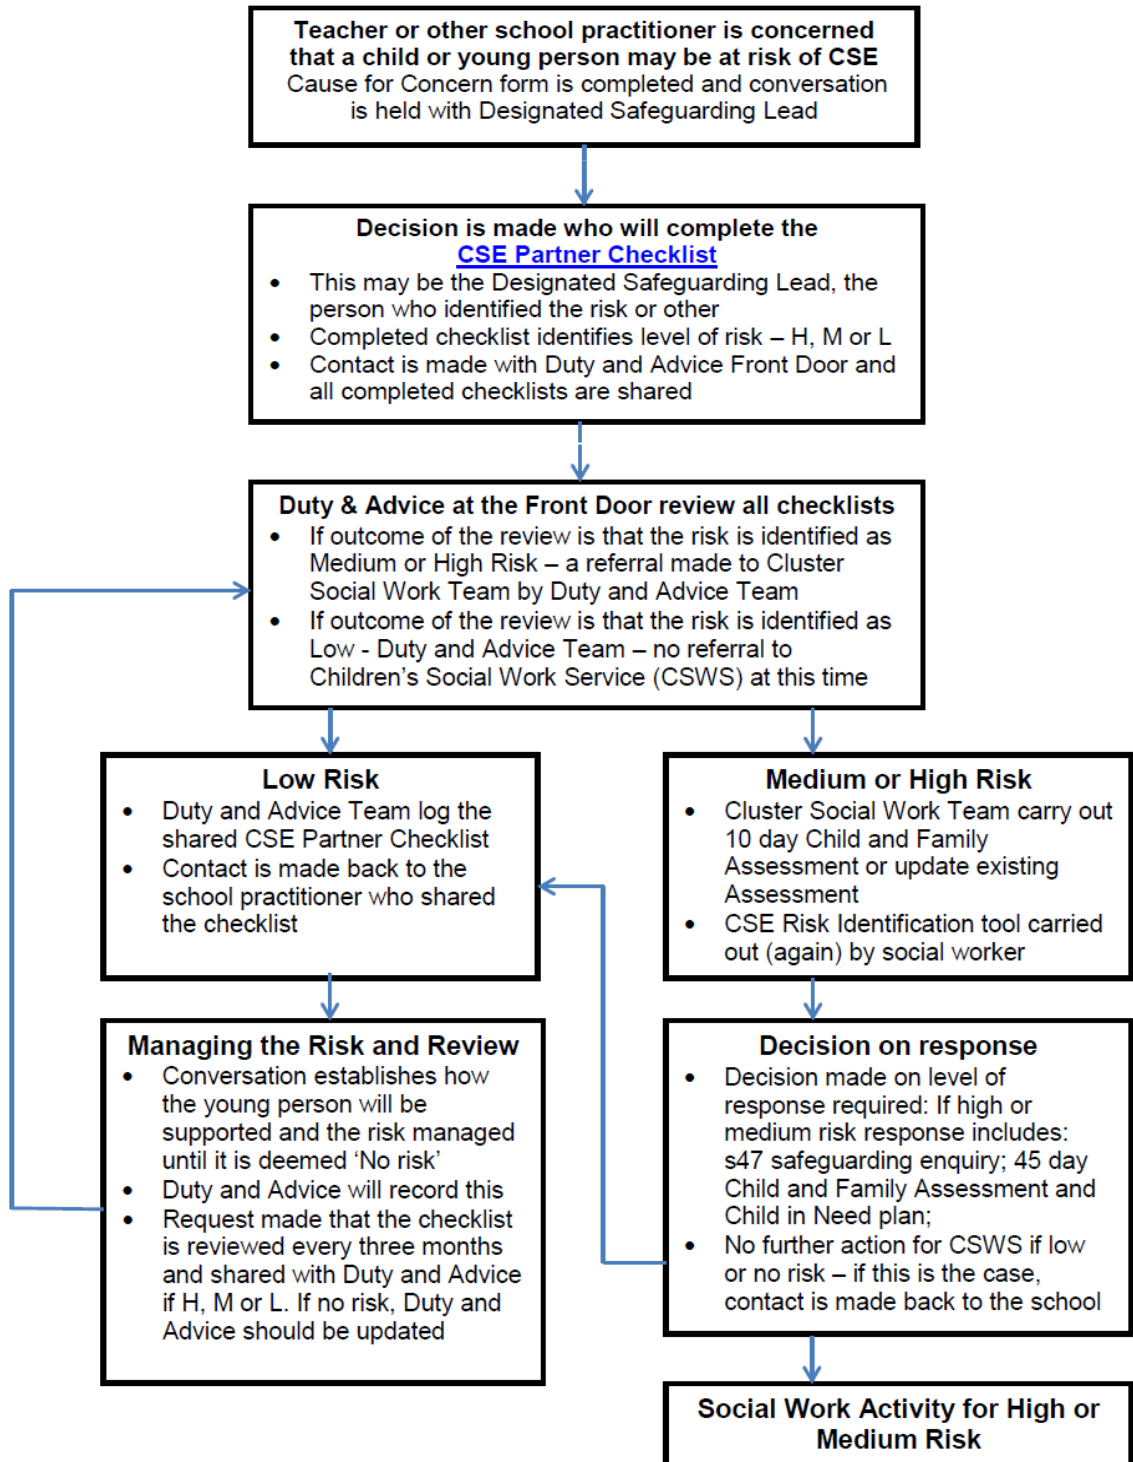 Teacher or other school practitioner is concerned
that a child or young person may be at risk of CSE
Cause for Concern form is completed and conversation
is held with Designated Safeguarding Lead
Decision is made who will complete the
CSE Partner Checklist
• This may be the Designated Safeguarding Lead, the
person who identified the risk or other
• Completed checklist identifies level of risk – H, M or L
• Contact is made with Duty and Advice Front Door and
all completed checklists are shared
Duty & Advice at the Front Door review all checklists
• If outcome of the review is that the risk is identified as
Medium or High Risk – a referral made to Cluster
Social Work Team by Duty and Advice Team
• If outcome of the review is that the risk is identified as
Low - Duty and Advice Team – no referral to
Children's Social Work Service (CSWS) at this time
Low Risk
• Duty and Advice Team log the
shared CSE Partner Checklist
• Contact is made back to the
school practitioner who shared
the checklist
Medium or High Risk
• Cluster Social Work Team carry out
10 day Child and Family
Assessment or update existing
Assessment
• CSE Risk Identification tool carried
out (again) by social worker
Managing the Risk and Review
• Conversation establishes how
the young person will be
supported and the risk managed
until it is deemed ‘No risk’
• Duty and Advice will record this
• Request made that the checklist
is reviewed every three months
and shared with Duty and Advice
if H, M or L. If no risk, Duty and
Advice should be updated
Decision on response
• Decision made on level of
response required: If high or
medium risk response includes:
s47 safeguarding enquiry; 45 day
Child and Family Assessment and
Child in Need plan;
• No further action for CSWS if low
or no risk – if this is the case,
contact is made back to the school
Social Work Activity for High or
Medium Risk